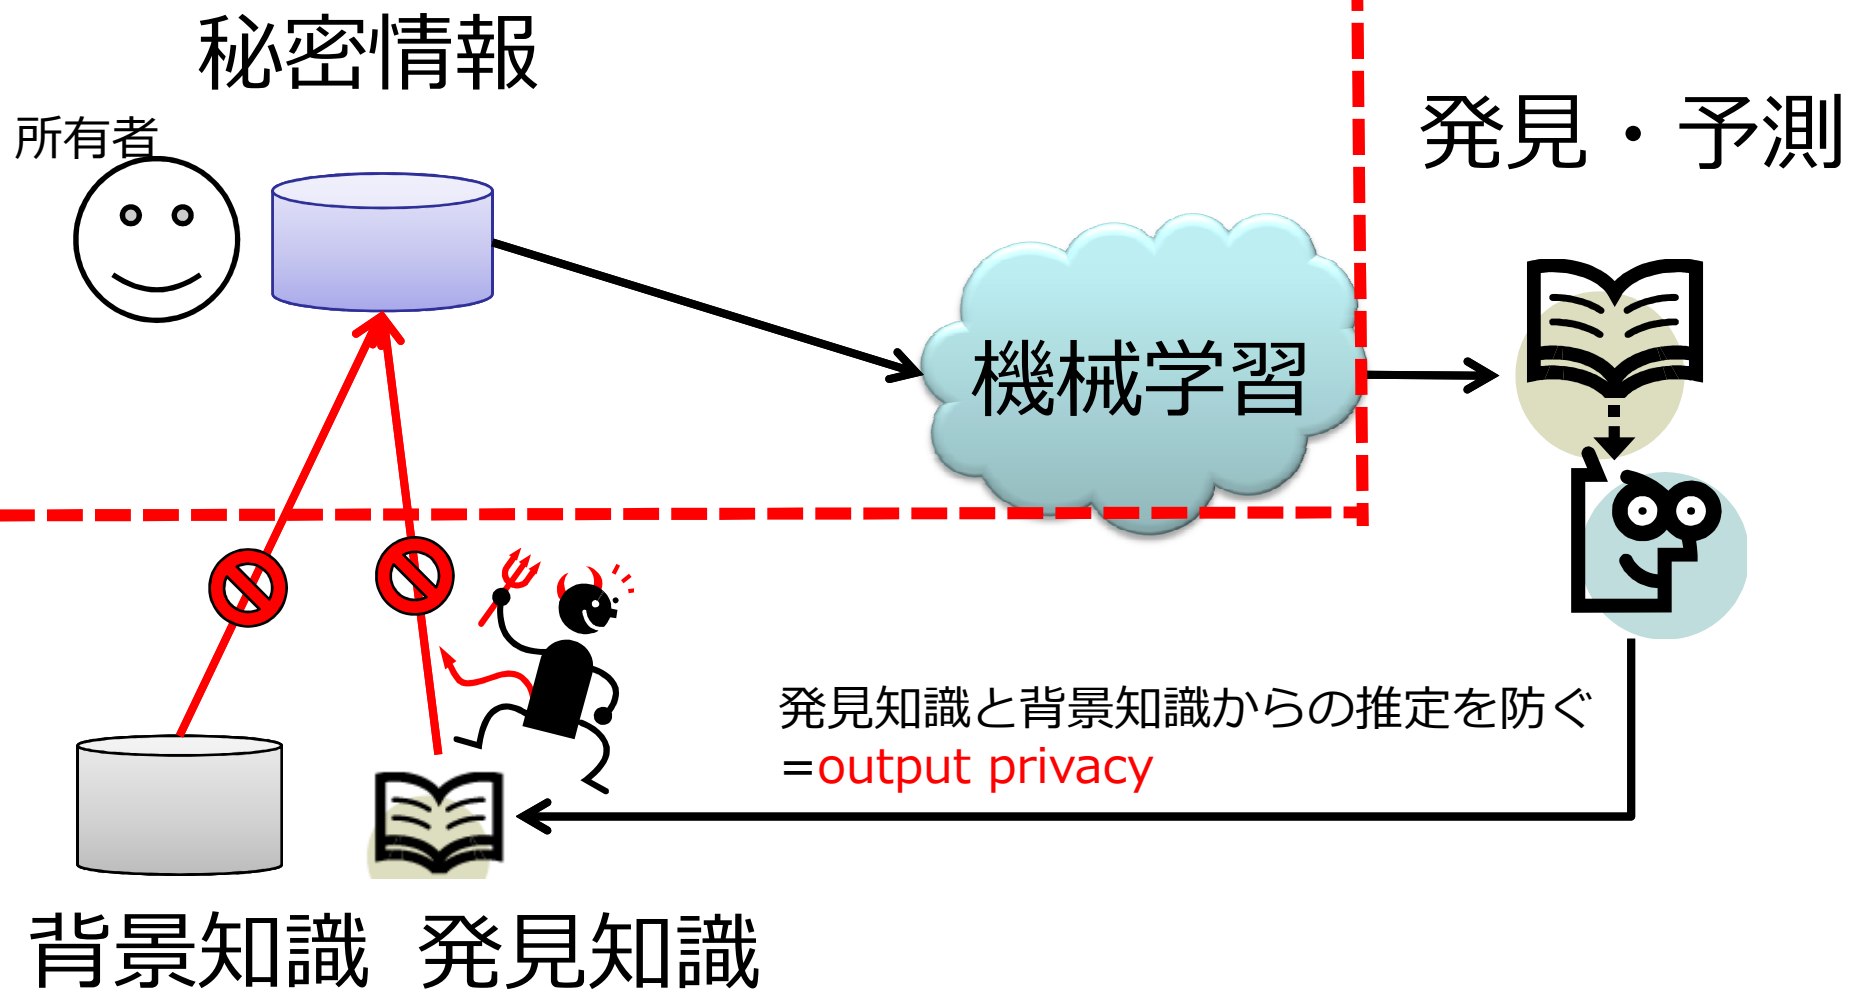 秘密情報
所有者
発見・予測
機械学習
発見知識と背景知識からの推定を防ぐ
=output privacy
背景知識 発見知識